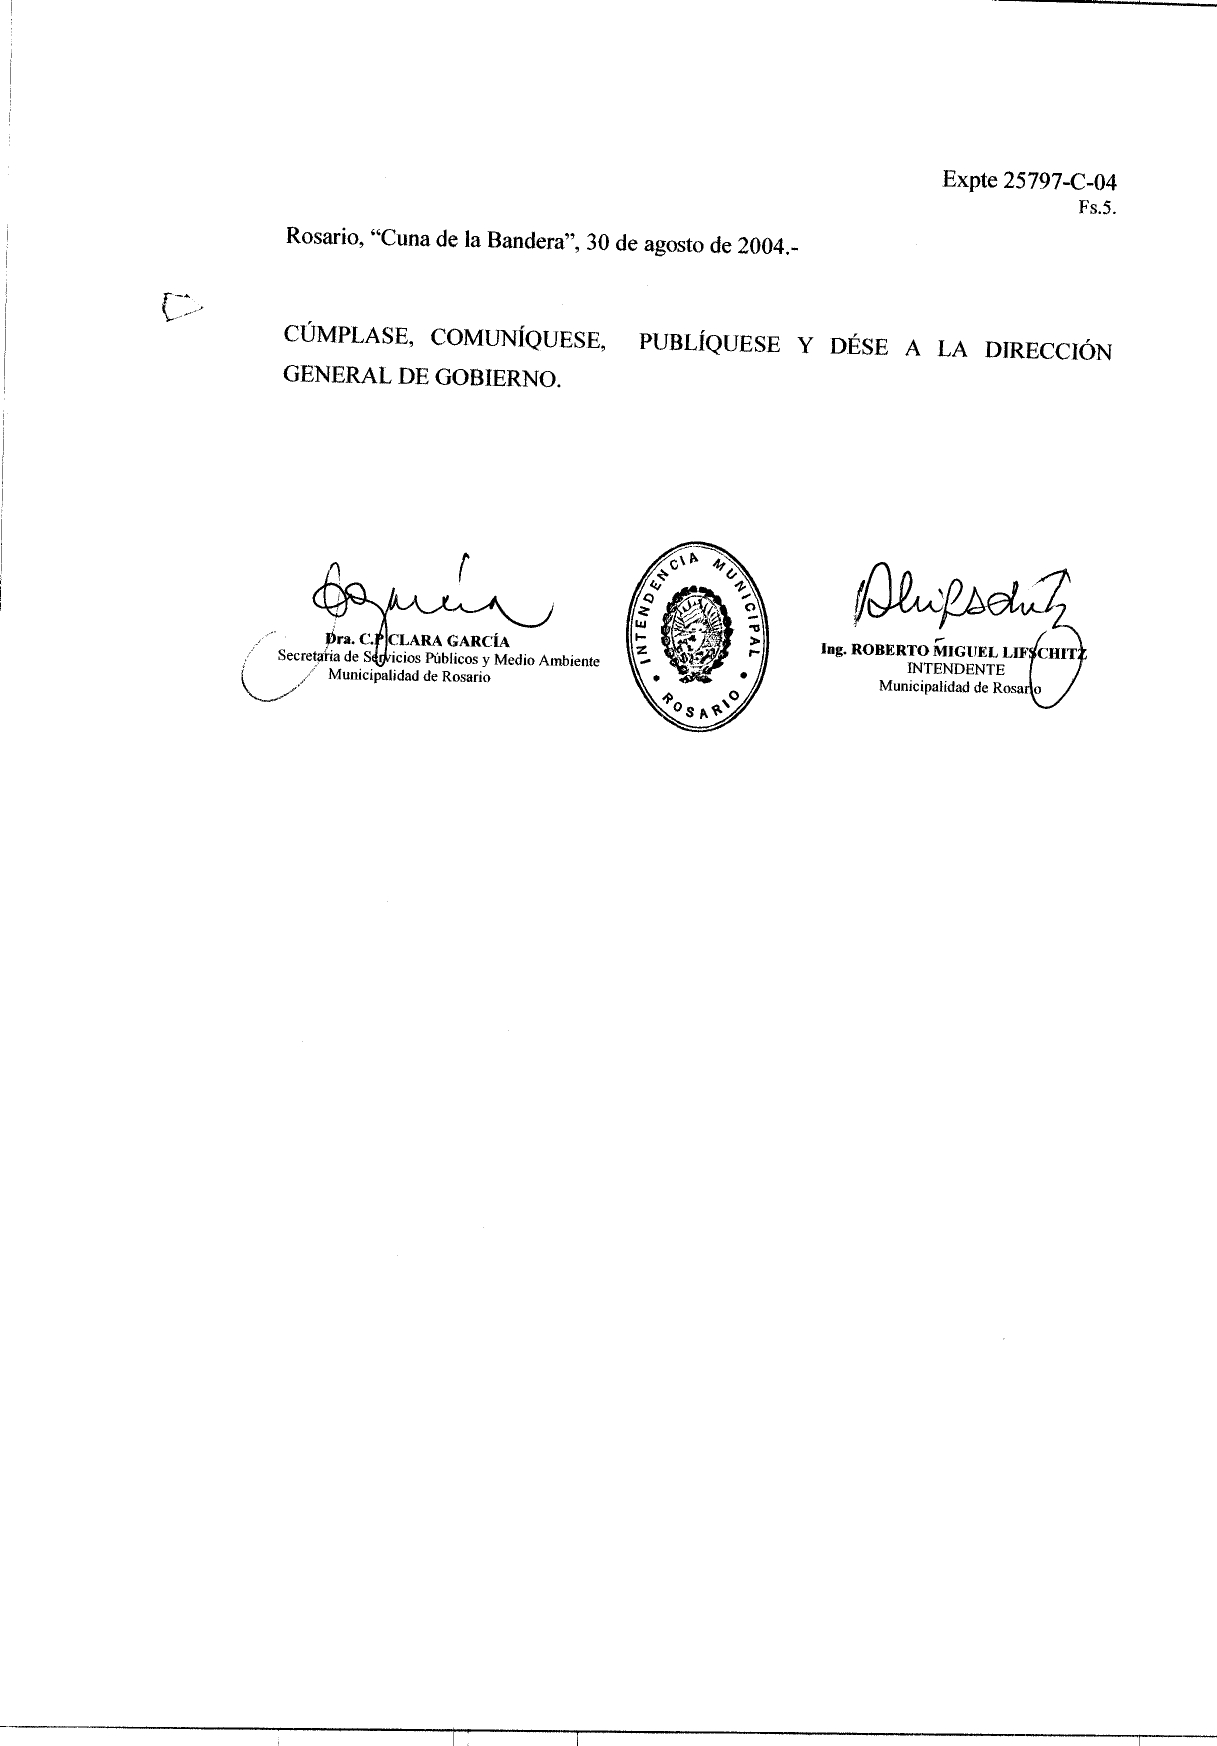 Expte 25797-C-04
Fs.5.
Rosario, “Cuna de la Bandera”, 30 de agosto de 2004.-
CÚMPLASE, COMUNÍQUESE, PUBLÍQUESE Y DÉSE A LA DIRECCIÓN
GENERAL DE GOBIERNO.
Dra. C.P CLARA GARCÍA
Secretaría de Servicios Públicos y Medio Ambiente
Municipalidad de Rosario
INTENDENCIA MUNICIPAL
• ROSARIO •
Ing. ROBERTO MIGUEL LIFSCHITZ
INTENDENTE
Municipalidad de Rosario